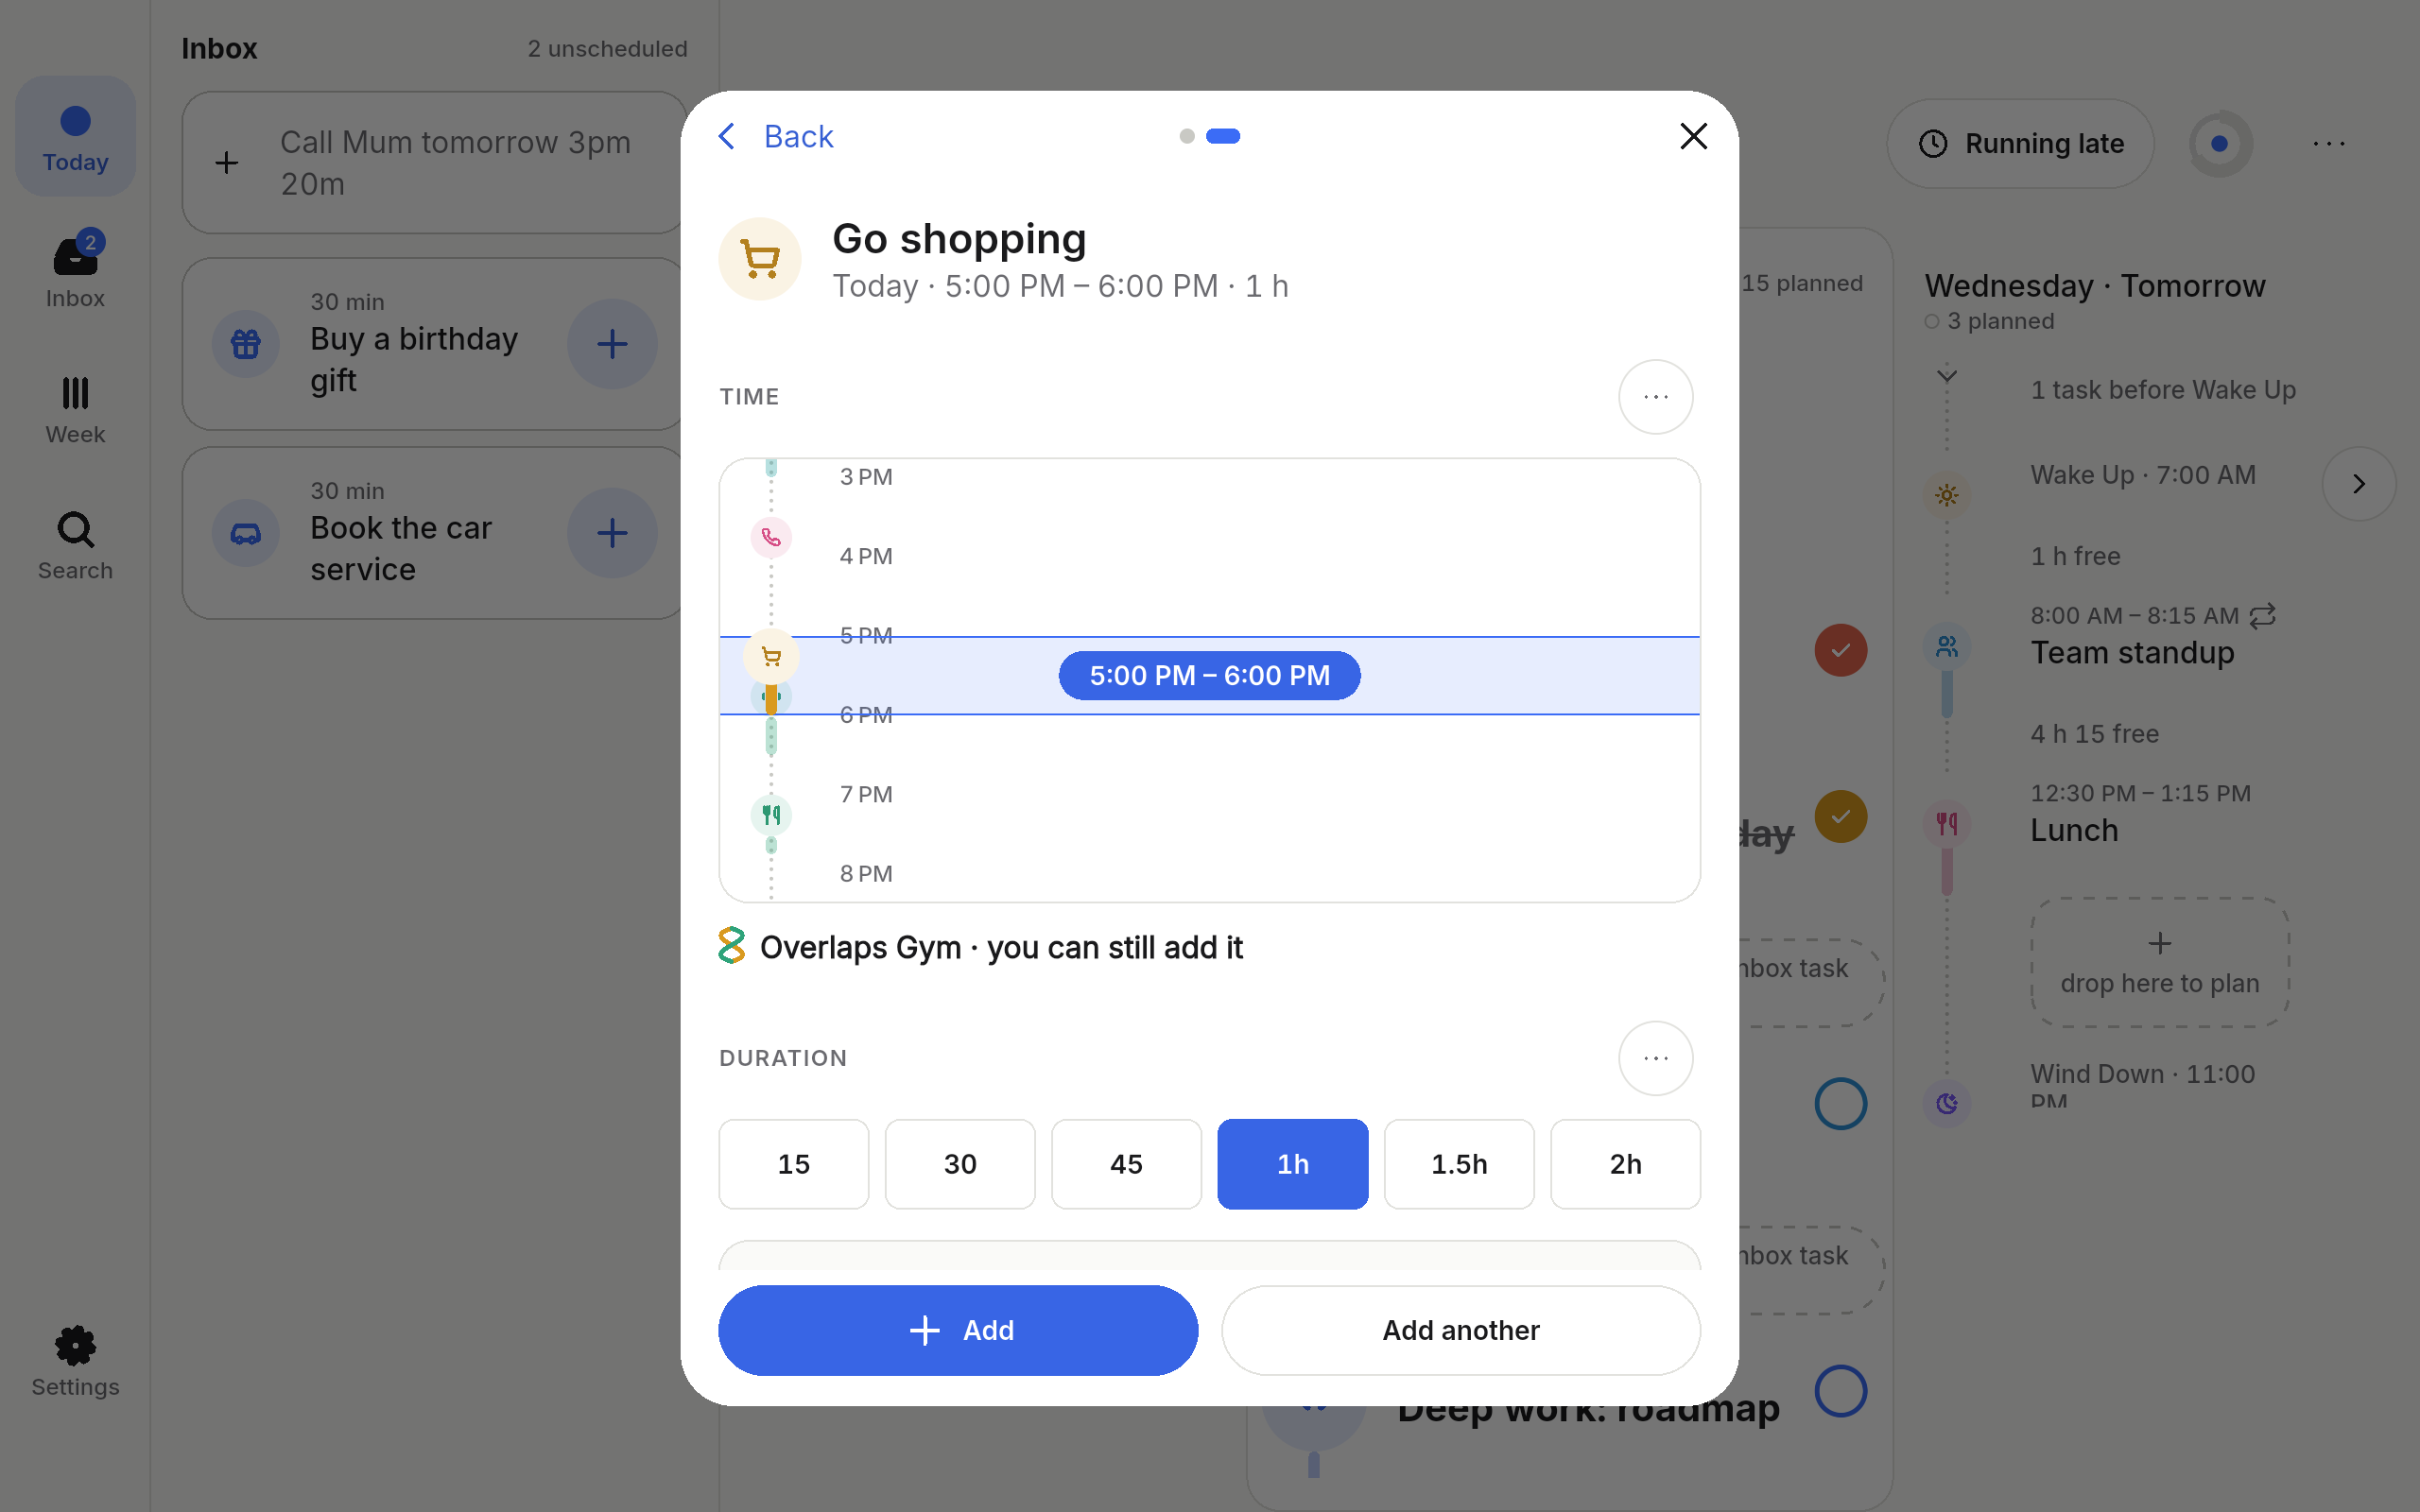 Inbox
2 unscheduled
Today
Call Mum tomorrow 3pm
20m
2
Inbox
30 min
Buy a birthday
gift
Week
30 min
Book the car
service
Search
Settings
Back
Go shopping
Today · 5:00 PM – 6:00 PM · 1 h
TIME
3 PM
4 PM
5 PM
5:00 PM – 6:00 PM
6 PM
7 PM
8 PM
Overlaps Gym · you can still add it
DURATION
15
30
45
1h
1.5h
2h
Add
Add another
Running late
15 planned
day
nbox task
nbox task
Deep work: roadmap
Wednesday · Tomorrow
3 planned
1 task before Wake Up
Wake Up · 7:00 AM
1 h free
8:00 AM – 8:15 AM
Team standup
4 h 15 free
12:30 PM – 1:15 PM
Lunch
drop here to plan
Wind Down · 11:00
PM